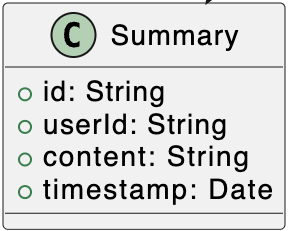 C Summary
id: String
userId: String
content: String
timestamp: Date